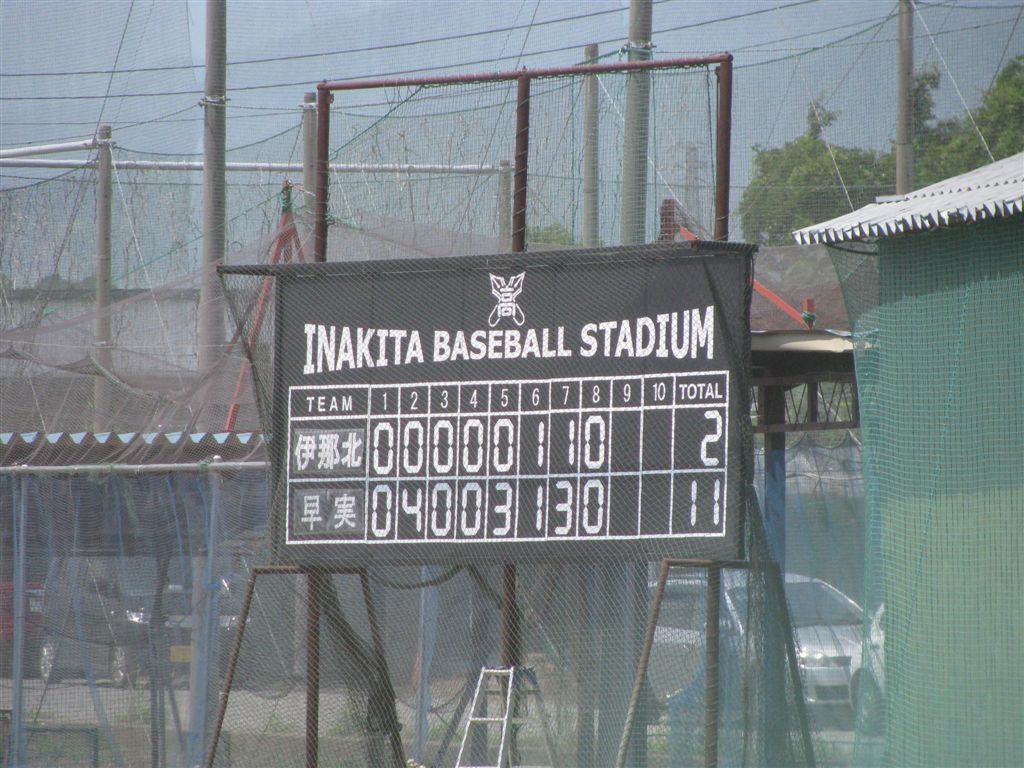 高
INAKITA BASEBALL STADIUM
TEAM 1 2 3 4 5 6 7 8 9 10 TOTAL
伊那北 0 0 0 0 0 1 1 0 2
早実 0 4 0 0 3 1 3 0 11